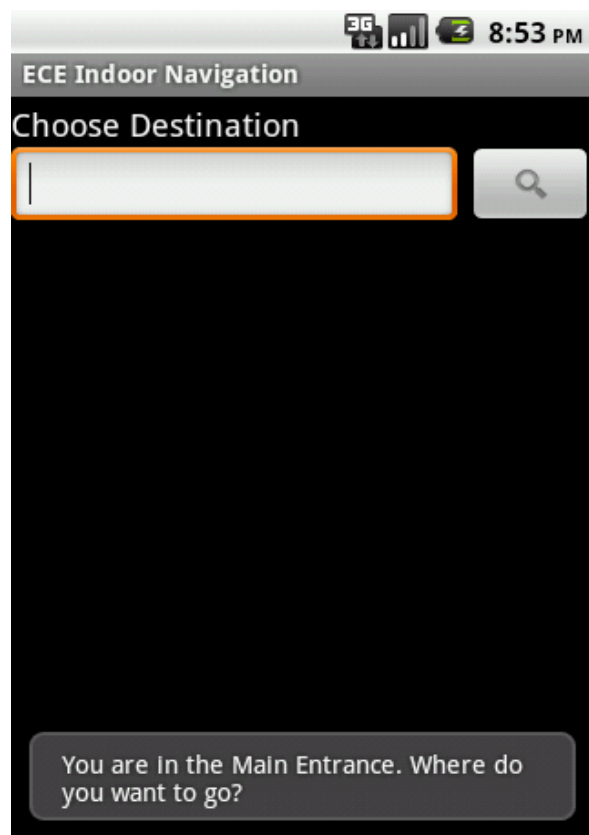 3G 8:53 PM
ECE Indoor Navigation
Choose Destination
You are in the Main Entrance. Where do
you want to go?